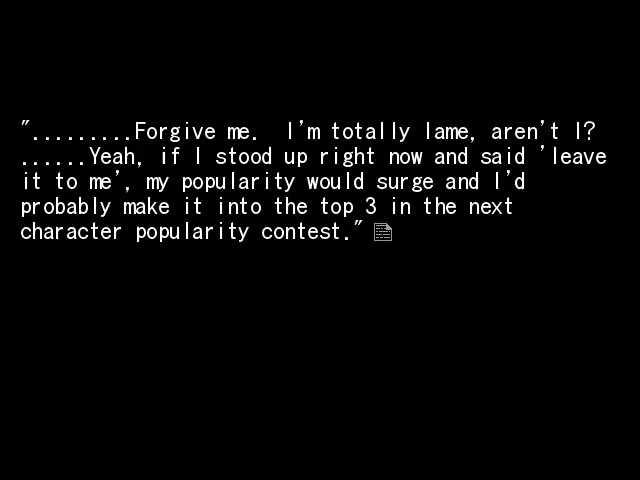 ".........Forgive me.  I'm totally lame, aren't I?
......Yeah, if I stood up right now and said 'leave
it to me', my popularity would surge and I'd
probably make it into the top 3 in the next
character popularity contest."